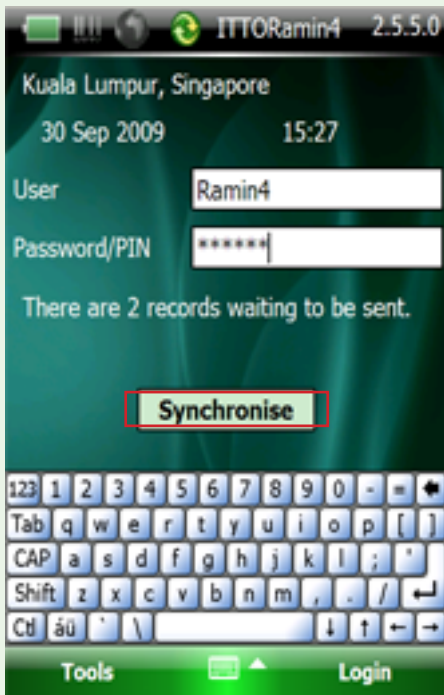 ITTORamin4 2.5.5.0
Kuala Lumpur, Singapore
30 Sep 2009 15:27
User Ramin4
Password/PIN ******
There are 2 records waiting to be sent.
Synchronise
123 1 2 3 4 5 6 7 8 9 0 - =
Tab q w e r t y u i o p [ ]
CAP a s d f g h j k l ; '
Shift z x c v b n m , . /
Ctl áü ` \
Tools Login